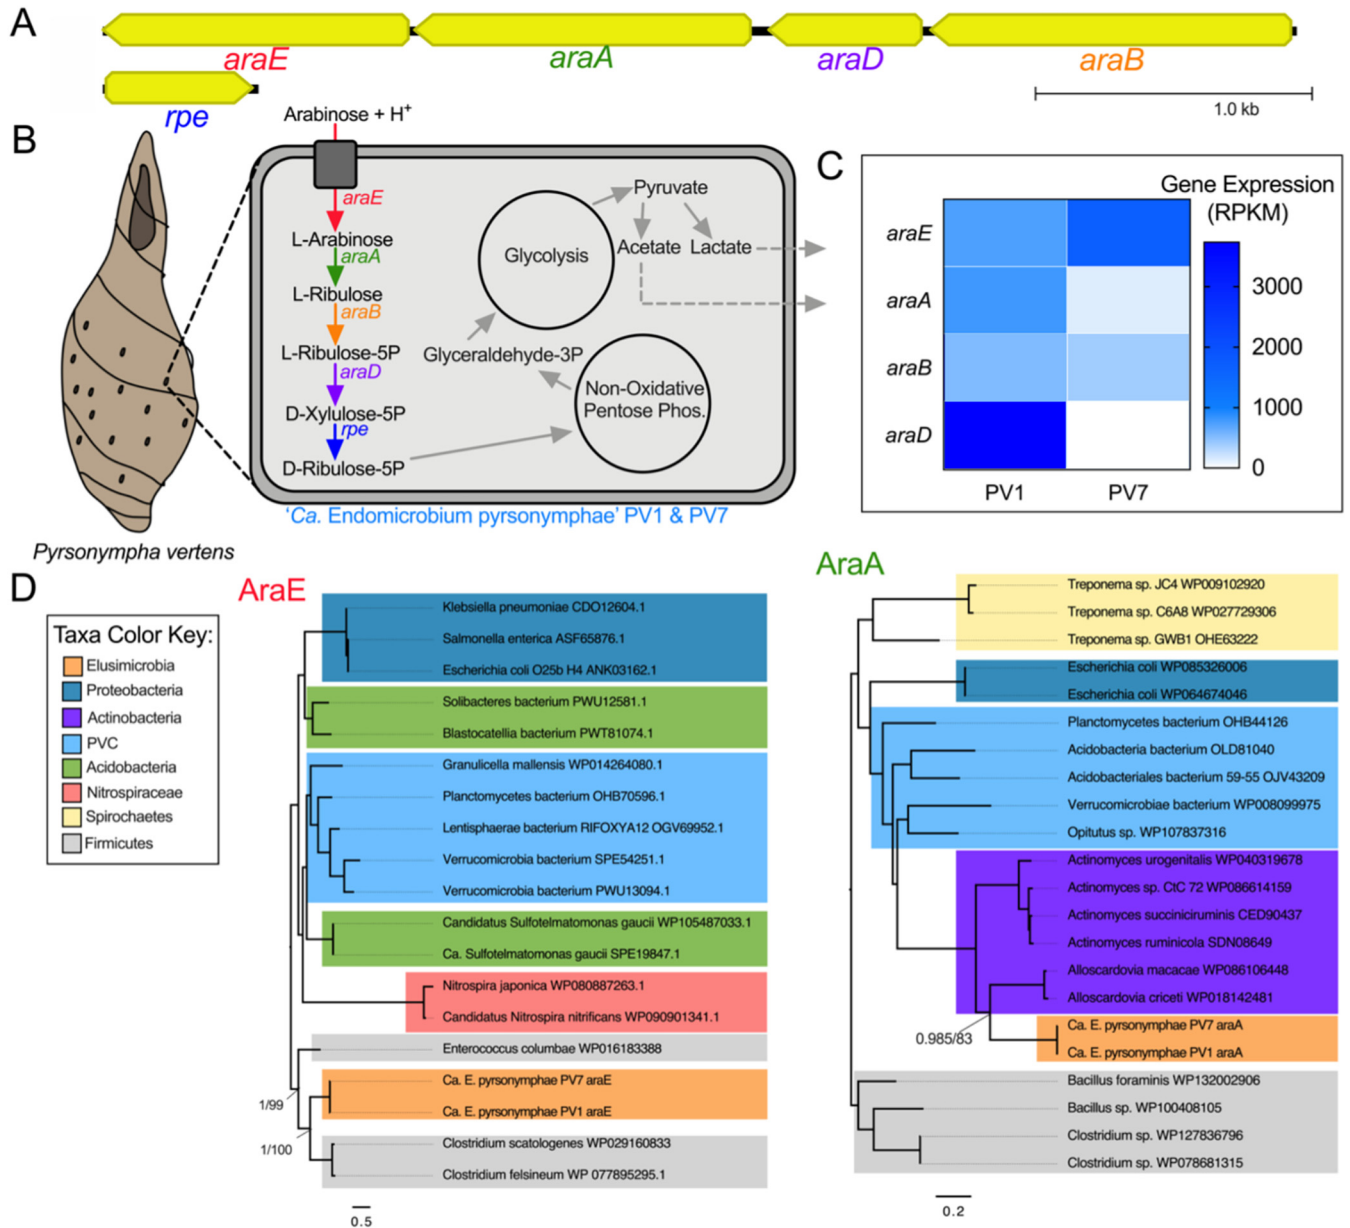 A
araE
araA
araD
araB
rpe
1.0 kb
B
Arabinose + H+
araE
L-Arabinose
araA
L-Ribulose
araB
L-Ribulose-5P
araD
D-Xylulose-5P
rpe
D-Ribulose-5P
Glycolysis
Pyruvate
Acetate
Lactate
Glyceraldehyde-3P
Non-Oxidative
Pentose Phos.
'Ca. Endomicrobium pyrsonymphae' PV1 & PV7
Pyrsonympha vertens
C
Gene Expression
(RPKM)
araE
araA
araB
araD
PV1
PV7
3000
2000
1000
0
D
Taxa Color Key:
Elusimicrobia
Proteobacteria
Actinobacteria
PVC
Acidobacteria
Nitrospiraceae
Spirochaetes
Firmicutes
AraE
Klebsiella pneumoniae CDO12604.1
Salmonella enterica ASF65876.1
Escherichia coli O25b H4 ANK03162.1
Solibacteres bacterium PWU12581.1
Blastocatellia bacterium PWT81074.1
Granulicella mallensis WP014264080.1
Planctomycetes bacterium OHB70596.1
Lentisphaerae bacterium RIFOXYA12 OGV69952.1
Verrucomicrobia bacterium SPE54251.1
Verrucomicrobia bacterium PWU13094.1
Candidatus Sulfotelmatomonas gaucii WP105487033.1
Ca. Sulfotelmatomonas gaucii SPE19847.1
Nitrospira japonica WP080887263.1
Candidatus Nitrospira nitrificans WP090901341.1
Enterococcus columbae WP016183388
Ca. E. pyrsonymphae PV7 araE
Ca. E. pyrsonymphae PV1 araE
Clostridium scatologenes WP029160833
Clostridium felsineum WP 077895295.1
1/99
1/100
0.5
AraA
Treponema sp. JC4 WP009102920
Treponema sp. C6A8 WP027729306
Treponema sp. GWB1 OHE63222
Escherichia coli WP085326006
Escherichia coli WP064674046
Planctomycetes bacterium OHB44126
Acidobacteria bacterium OLD81040
Acidobacteriales bacterium 59-55 OJV43209
Verrucomicrobiae bacterium WP008099975
Opitutus sp. WP107837316
Actinomyces urogenitalis WP040319678
Actinomyces sp. CtC 72 WP086614159
Actinomyces succiniciruminis CED90437
Actinomyces ruminicola SDN08649
Alloscardovia macacae WP086106448
Alloscardovia criceti WP018142481
Ca. E. pyrsonymphae PV7 araA
Ca. E. pyrsonymphae PV1 araA
Bacillus foraminis WP132002906
Bacillus sp. WP100408105
Clostridium sp. WP127836796
Clostridium sp. WP078681315
0.985/83
0.2